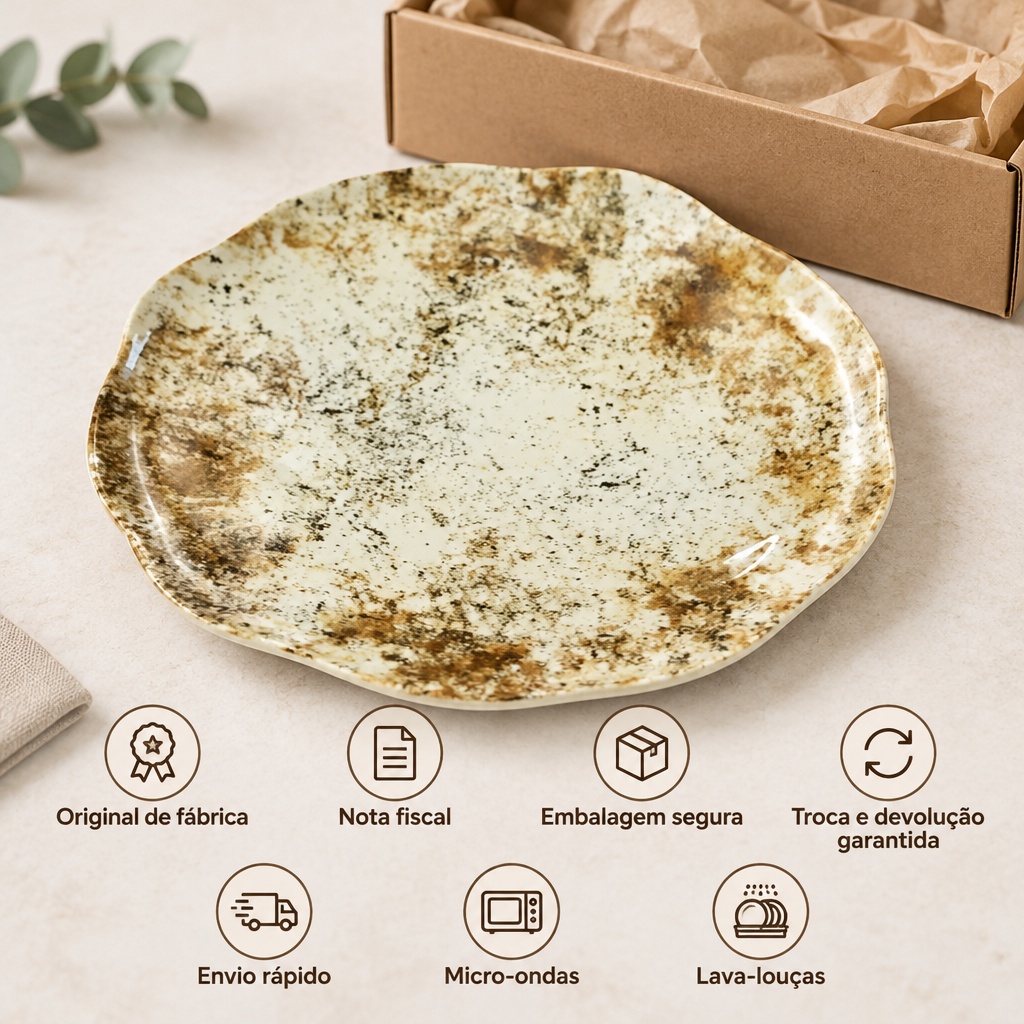 Original de fábrica
Nota fiscal
Embalagem segura
Troca e devolução
garantida
Envio rápido
Micro-ondas
Lava-louças